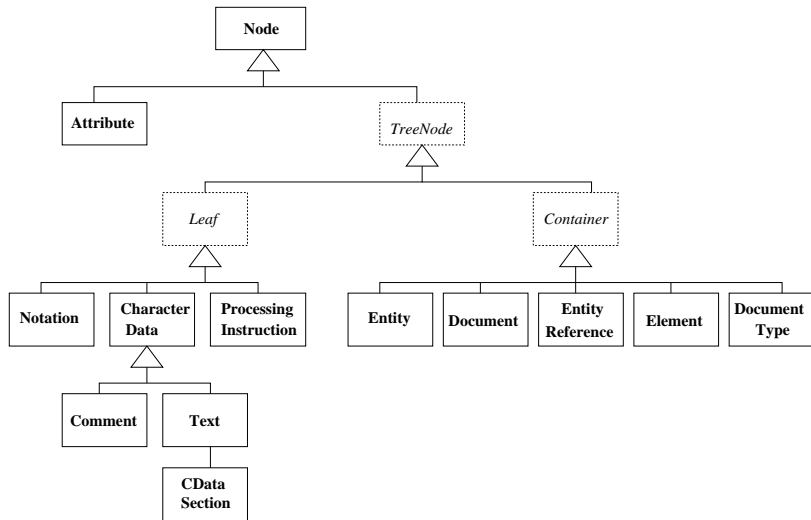 Node
Attribute
TreeNode
Leaf
Container
Notation
Character
Data
Processing
Instruction
Entity
Document
Entity
Reference
Element
Document
Type
Comment
Text
CData
Section